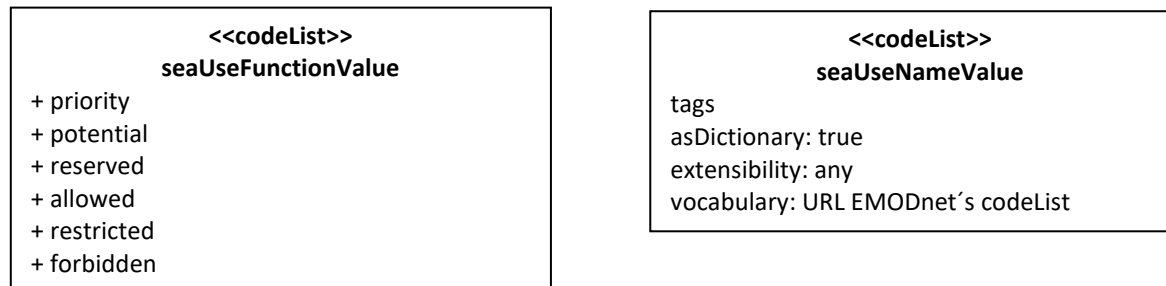 <<codeList>>
seaUseFunctionValue
+ priority
+ potential
+ reserved
+ allowed
+ restricted
+ forbidden
<<codeList>>
seaUseNameValue
tags
asDictionary: true
extensibility: any
vocabulary: URL EMODnet´s codeList